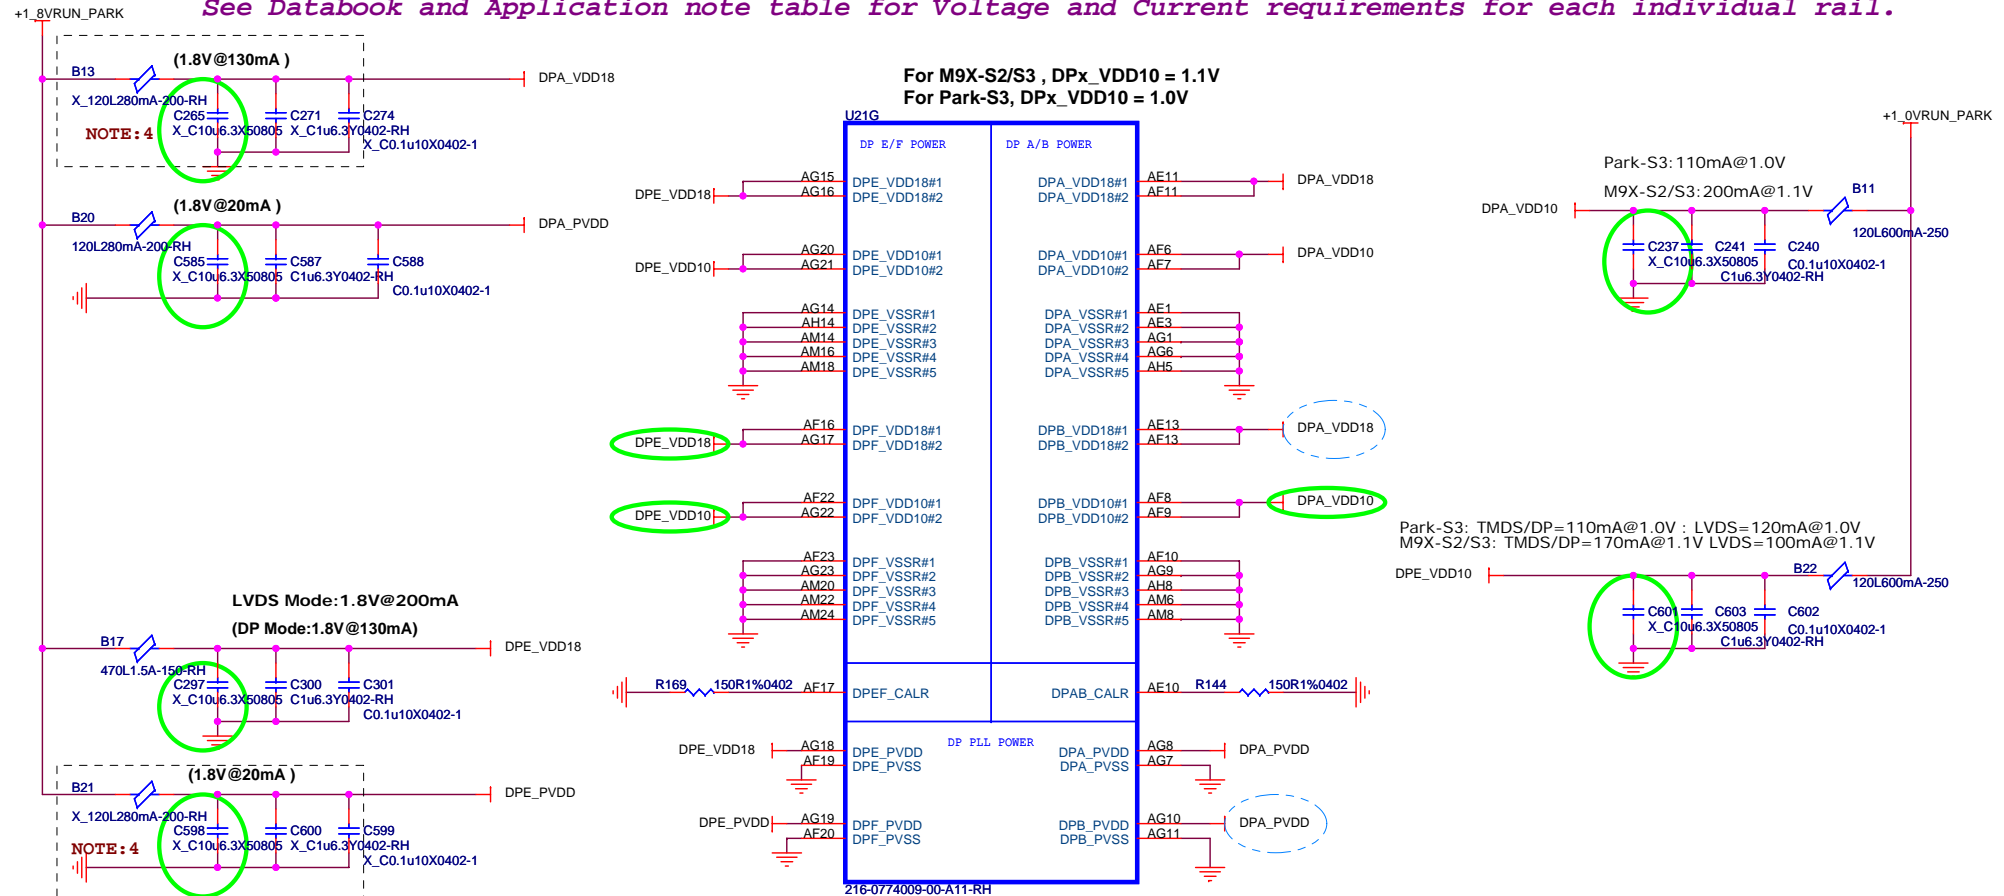 See Databook and Application note table for Voltage and Current requirements for each individual rail.
+1_8VRUN_PARK
(1.8V@130mA )
B13
DPA_VDD18
X_120L280mA-200-RH
C265
C271
C274
X_C10u6.3X50805
X_C1u6.3Y0402-RH
X_C0.1u10X0402-1
NOTE:4
(1.8V@20mA )
B20
DPA_PVDD
120L280mA-200-RH
C585
C587
C588
X_C10u6.3X50805
C1u6.3Y0402-RH
C0.1u10X0402-1
LVDS Mode:1.8V@200mA
(DP Mode:1.8V@130mA)
B17
DPE_VDD18
470L1.5A-150-RH
C297
C300
C301
X_C10u6.3X50805
C1u6.3Y0402-RH
C0.1u10X0402-1
(1.8V@20mA )
B21
DPE_PVDD
X_120L280mA-200-RH
C598
C600
C599
X_C10u6.3X50805
X_C1u6.3Y0402-RH
X_C0.1u10X0402-1
NOTE:4
For M9X-S2/S3 , DPx_VDD10 = 1.1V
For Park-S3, DPx_VDD10 = 1.0V
U21G
DP E/F POWER
DP A/B POWER
DPE_VDD18
AG15
DPE_VDD18#1
AG16
DPE_VDD18#2
DPA_VDD18#1
AE11
DPA_VDD18#2
AF11
DPA_VDD18
DPE_VDD10
AG20
DPE_VDD10#1
AG21
DPE_VDD10#2
DPA_VDD10#1
AF6
DPA_VDD10#2
AF7
DPA_VDD10
AG14
DPE_VSSR#1
AH14
DPE_VSSR#2
AM14
DPE_VSSR#3
AM16
DPE_VSSR#4
AM18
DPE_VSSR#5
DPA_VSSR#1
AE1
DPA_VSSR#2
AE3
DPA_VSSR#3
AG1
DPA_VSSR#4
AG6
DPA_VSSR#5
AH5
DPE_VDD18
AF16
DPF_VDD18#1
AG17
DPF_VDD18#2
DPB_VDD18#1
AE13
DPB_VDD18#2
AF13
DPA_VDD18
DPE_VDD10
AF22
DPF_VDD10#1
AG22
DPF_VDD10#2
DPB_VDD10#1
AF8
DPB_VDD10#2
AF9
DPA_VDD10
AF23
DPF_VSSR#1
AG23
DPF_VSSR#2
AM20
DPF_VSSR#3
AM22
DPF_VSSR#4
AM24
DPF_VSSR#5
DPB_VSSR#1
AF10
DPB_VSSR#2
AG9
DPB_VSSR#3
AH8
DPB_VSSR#4
AM6
DPB_VSSR#5
AM8
R169
150R1%0402
AF17
DPEF_CALR
DPAB_CALR
AE10
R144
150R1%0402
DP PLL POWER
DPE_VDD18
AG18
DPE_PVDD
AF19
DPE_PVSS
DPA_PVDD
AG8
DPA_PVSS
AG7
DPA_PVDD
DPE_PVDD
AG19
DPF_PVDD
AF20
DPF_PVSS
DPB_PVDD
AG10
DPB_PVSS
AG11
DPA_PVDD
216-0774009-00-A11-RH
+1_0VRUN_PARK
Park-S3:110mA@1.0V
M9X-S2/S3:200mA@1.1V
B11
DPA_VDD10
120L600mA-250
C237
C241
C240
X_C10u6.3X50805
C1u6.3Y0402-RH
C0.1u10X0402-1
Park-S3: TMDS/DP=110mA@1.0V : LVDS=120mA@1.0V
M9X-S2/S3: TMDS/DP=170mA@1.1V LVDS=100mA@1.1V
DPE_VDD10
B22
120L600mA-250
C601
C603
C602
X_C10u6.3X50805
C1u6.3Y0402-RH
C0.1u10X0402-1